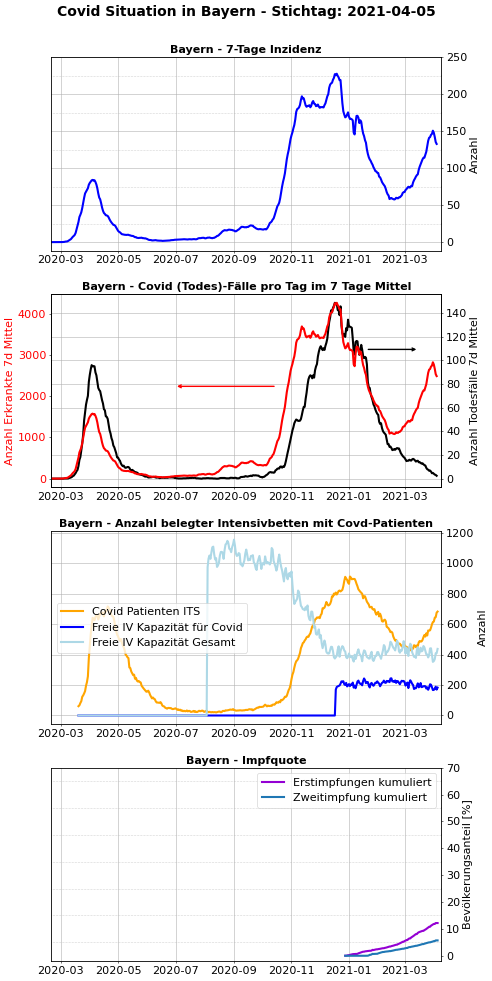 Covid Situation in Bayern - Stichtag: 2021-04-05
Bayern - 7-Tage Inzidenz
250
200
150
100
50
0
Anzahl
2020-03 2020-05 2020-07 2020-09 2020-11 2021-01 2021-03
Bayern - Covid (Todes)-Fälle pro Tag im 7 Tage Mittel
Anzahl Erkrankte 7d Mittel
4000
3000
2000
1000
0
140
120
100
80
60
40
20
0
Anzahl Todesfälle 7d Mittel
2020-03 2020-05 2020-07 2020-09 2020-11 2021-01 2021-03
Bayern - Anzahl belegter Intensivbetten mit Covd-Patienten
Covid Patienten ITS
Freie IV Kapazität für Covid
Freie IV Kapazität Gesamt
1200
1000
800
600
400
200
0
Anzahl
2020-03 2020-05 2020-07 2020-09 2020-11 2021-01 2021-03
Bayern - Impfquote
Erstimpfungen kumuliert
Zweitimpfung kumuliert
70
60
50
40
30
20
10
0
Bevölkerungsanteil [%]
2020-03 2020-05 2020-07 2020-09 2020-11 2021-01 2021-03